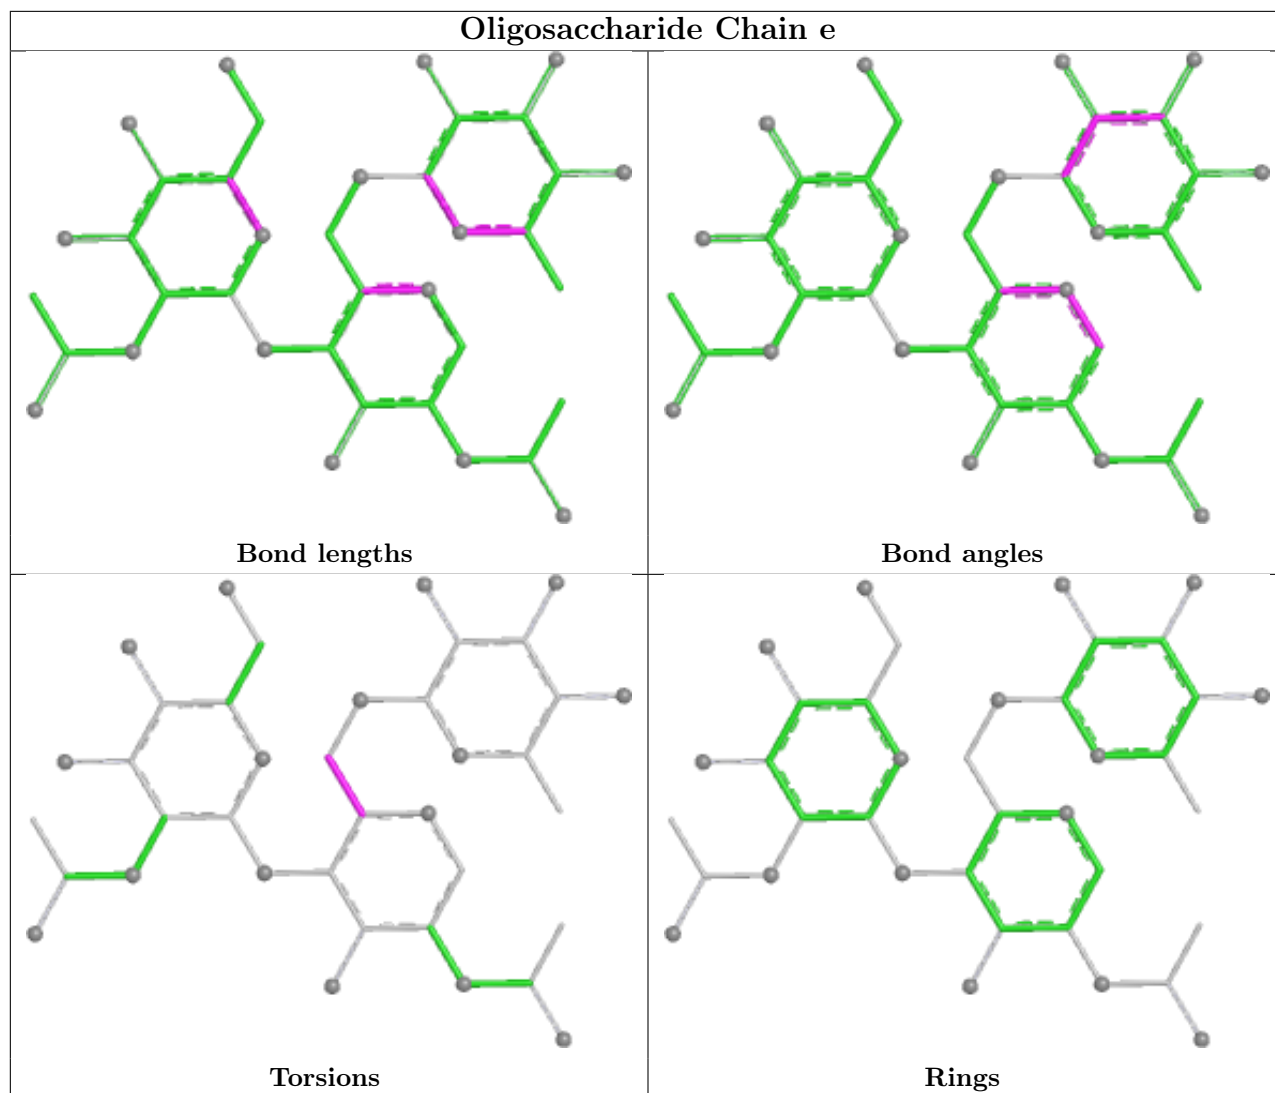 Oligosaccharide Chain e
Bond lengths
Bond angles
Torsions
Rings